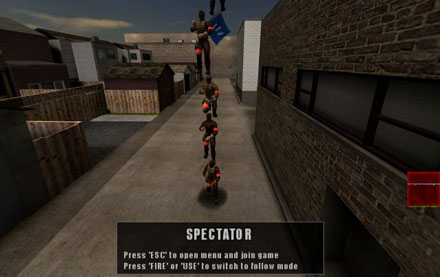 SPECTATOR
Press 'ESC' to open menu and join game
Press 'FIRE' or 'USE' to switch to follow mode